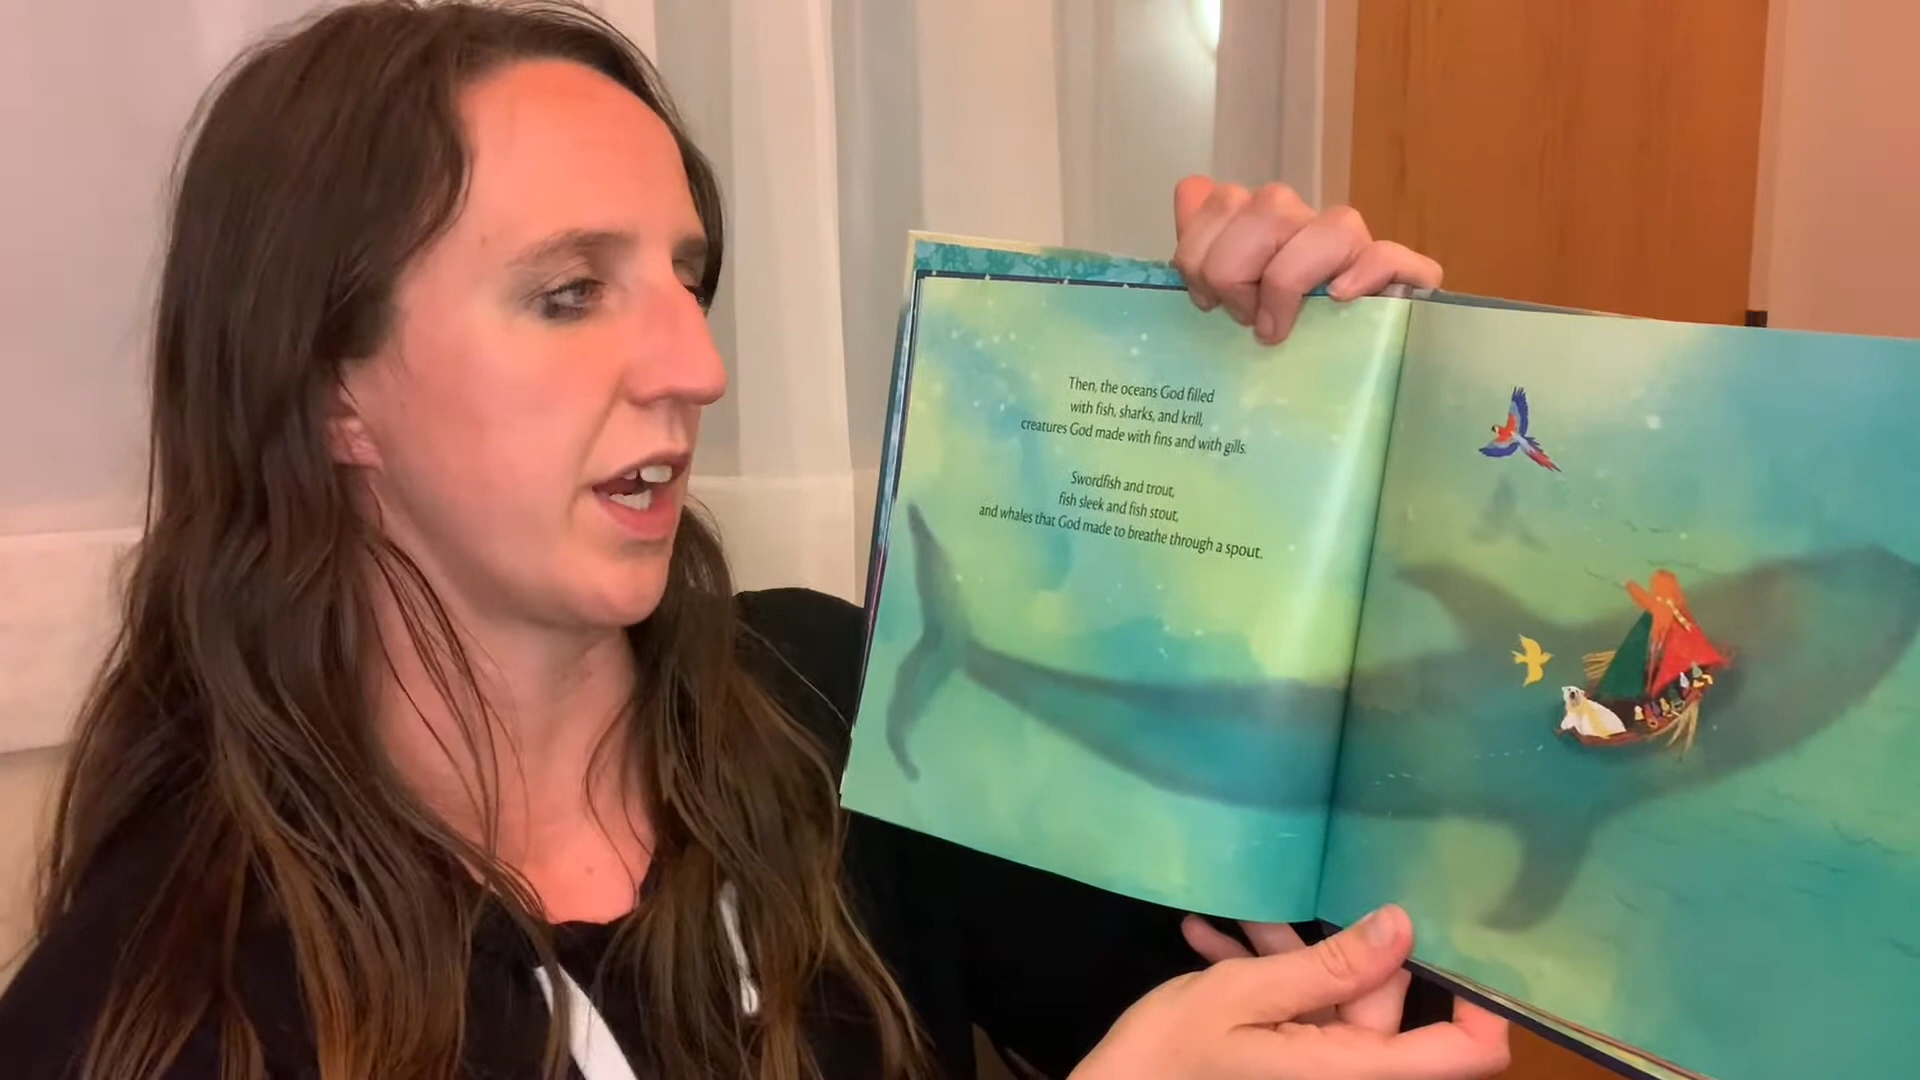 Then, the oceans God filled
with fish, sharks, and krill,
creatures God made with fins and with gills.
Swordfish and trout,
fish sleek and fish stout,
and whales that God made to breathe through a spout.